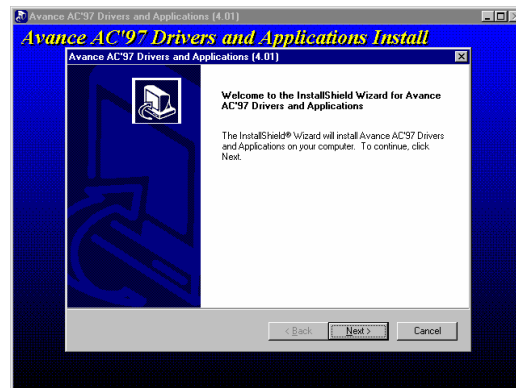 Avance AC'97 Drivers and Applications (4.01)
Avance AC'97 Drivers and Applications Install
Avance AC'97 Drivers and Applications (4.01)
Welcome to the InstallShield Wizard for Avance
AC'97 Drivers and Applications
The InstallShield® Wizard will install Avance AC'97 Drivers
and Applications on your computer. To continue, click
Next.
< Back
Next >
Cancel